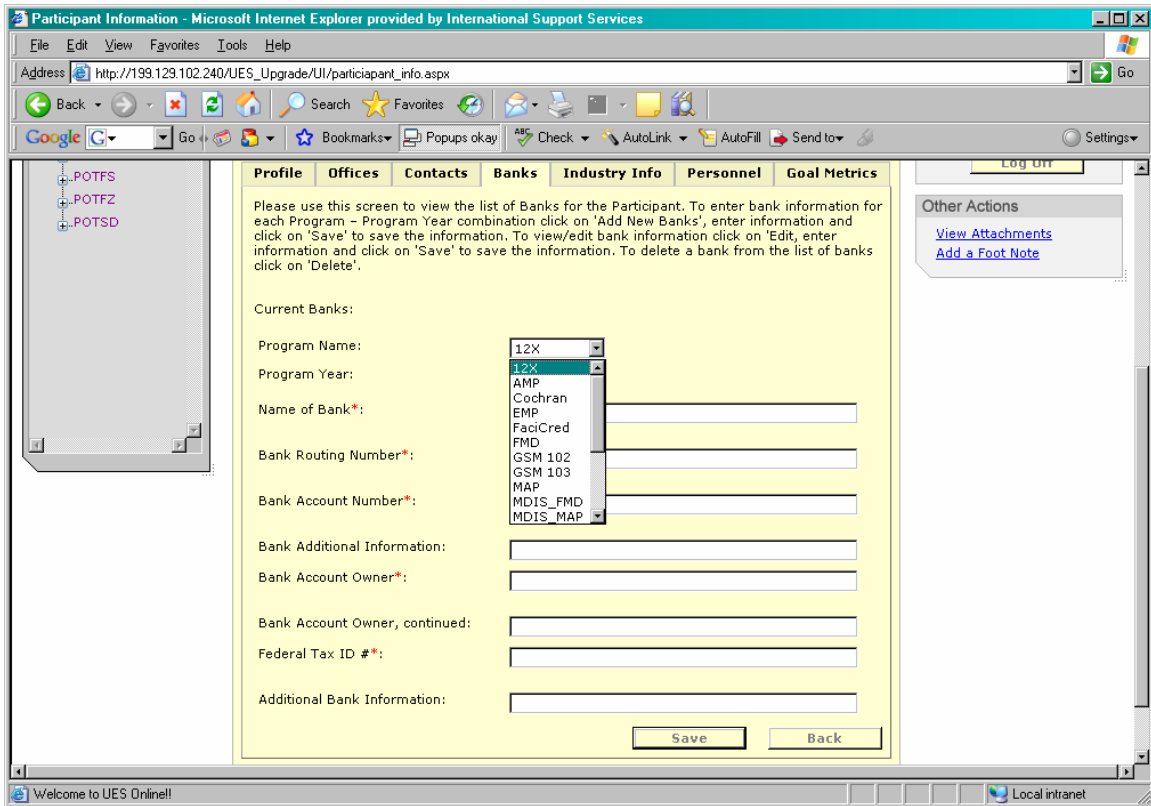 Participant Information - Microsoft Internet Explorer provided by International Support Services
File Edit View Favorites Tools Help
Address http://199.129.102.240/UES_Upgrade/UI/particiapant_info.aspx Go
Back Search Favorites
Google G Go Bookmarks Popups okay ABC Check AutoLink AutoFill Send to Settings
POTFS
POTFZ
POTSD
Log Off
Profile Offices Contacts Banks Industry Info Personnel Goal Metrics
Please use this screen to view the list of Banks for the Participant. To enter bank information for
each Program – Program Year combination click on 'Add New Banks', enter information and
click on 'Save' to save the information. To view/edit bank information click on 'Edit, enter
information and click on 'Save' to save the information. To delete a bank from the list of banks
click on 'Delete'.
Other Actions
View Attachments
Add a Foot Note
Current Banks:
Program Name: 12X
12X
AMP
Cochran
EMP
FaciCred
FMD
GSM 102
GSM 103
MAP
MDIS_FMD
MDIS_MAP
Program Year:
Name of Bank*:
Bank Routing Number*:
Bank Account Number*:
Bank Additional Information:
Bank Account Owner*:
Bank Account Owner, continued:
Federal Tax ID #*:
Additional Bank Information:
Save Back
Welcome to UES Online!! Local intranet